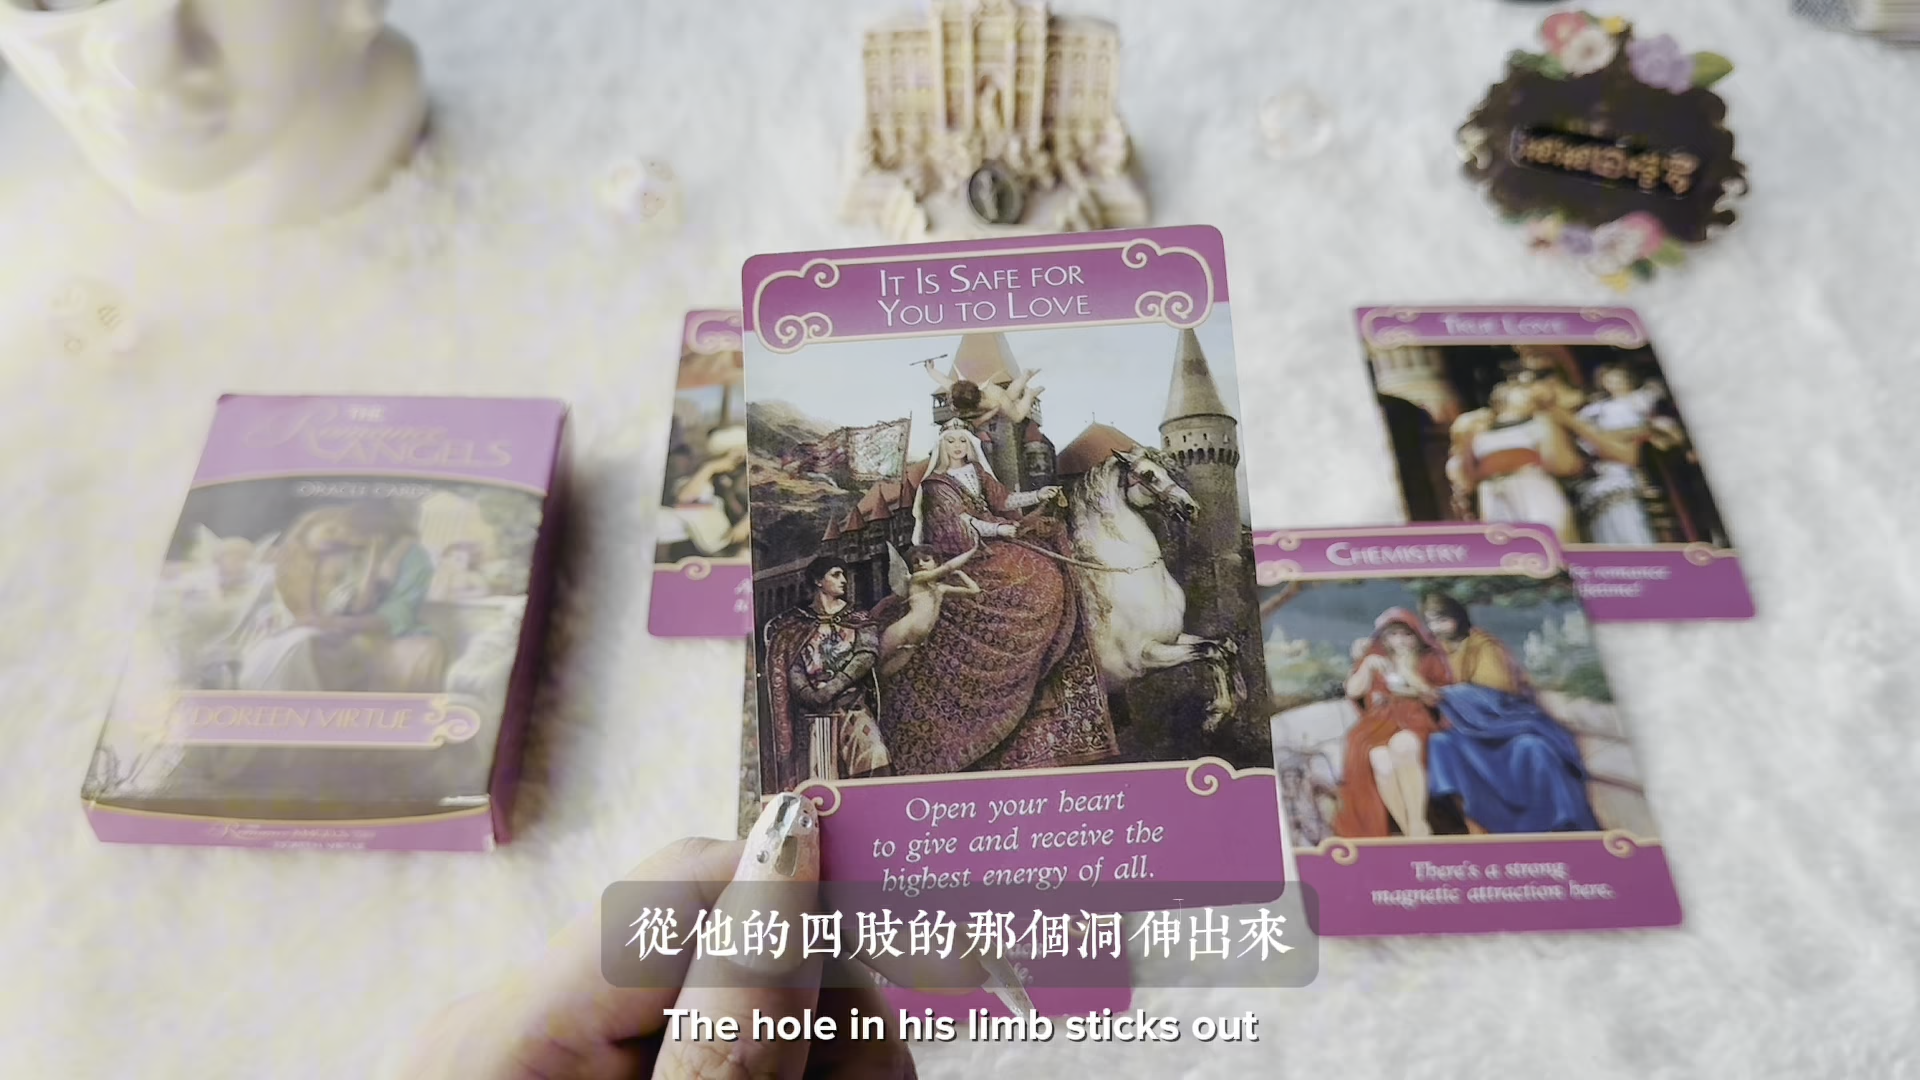 IT IS SAFE FOR
YOU TO LOVE
Open your heart
to give and receive the
highest energy of all.
THE
Romance
ANGELS
ORACLE CARDS
DOREEN VIRTUE
TRUE LOVE
romance
CHEMISTRY
There's a strong
magnetic attraction here.
從他的四肢的那個洞伸出來
The hole in his limb sticks out